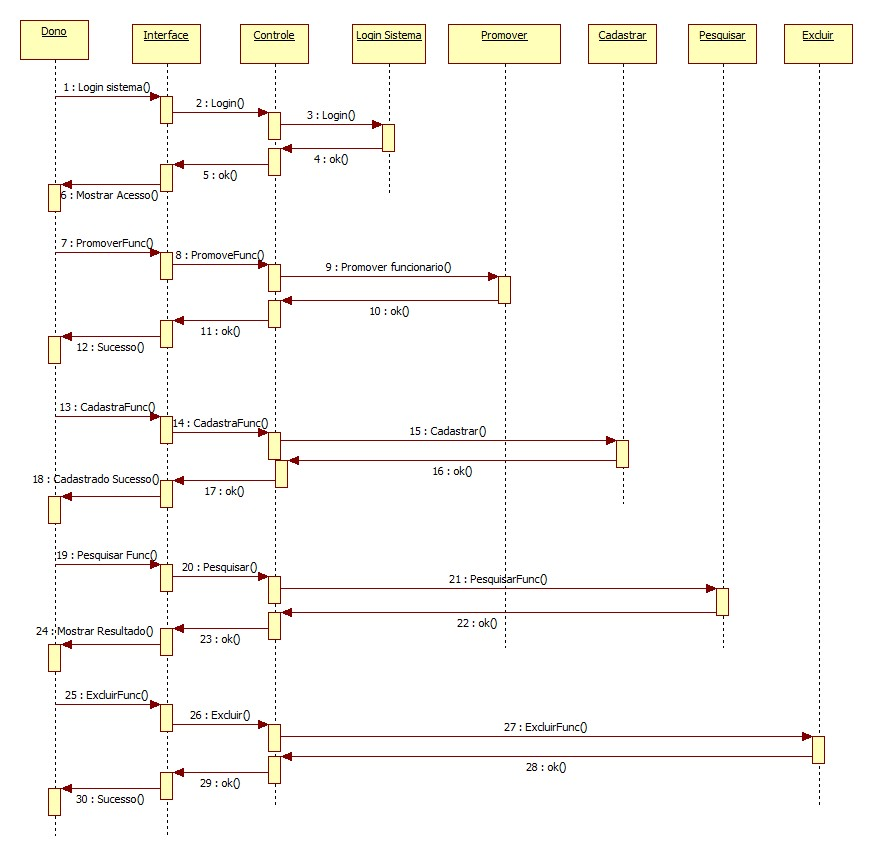 Dono
Interface
Controle
Login Sistema
Promover
Cadastrar
Pesquisar
Excluir
1 : Login sistema()
2 : Login()
3 : Login()
4 : ok()
5 : ok()
6 : Mostrar Acesso()
7 : PromoverFunc()
8 : PromoveFunc()
9 : Promover funcionario()
10 : ok()
11 : ok()
12 : Sucesso()
13 : CadastraFunc()
14 : CadastraFunc()
15 : Cadastrar()
16 : ok()
17 : ok()
18 : Cadastrado Sucesso()
19 : Pesquisar Func()
20 : Pesquisar()
21 : PesquisarFunc()
22 : ok()
23 : ok()
24 : Mostrar Resultado()
25 : ExcluirFunc()
26 : Excluir()
27 : ExcluirFunc()
28 : ok()
29 : ok()
30 : Sucesso()